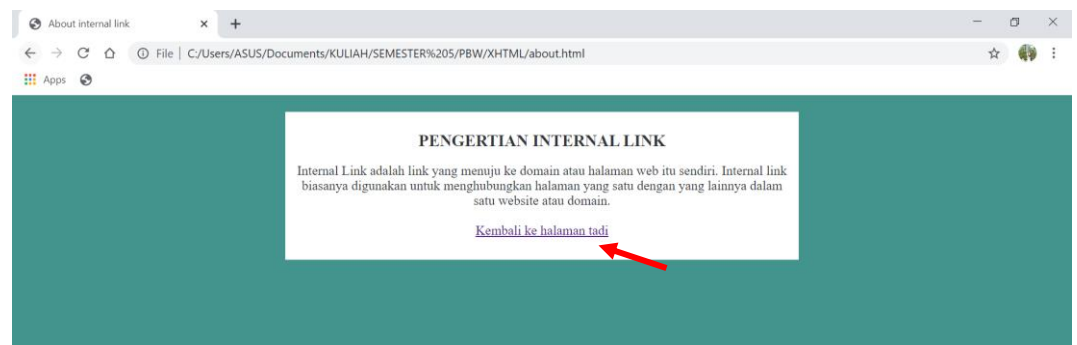 About internal link
File | C:/Users/ASUS/Documents/KULIAH/SEMESTER%205/PBW/XHTML/about.html
Apps
PENGERTIAN INTERNAL LINK
Internal Link adalah link yang menuju ke domain atau halaman web itu sendiri. Internal link
biasanya digunakan untuk menghubungkan halaman yang satu dengan yang lainnya dalam
satu website atau domain.
Kembali ke halaman tadi